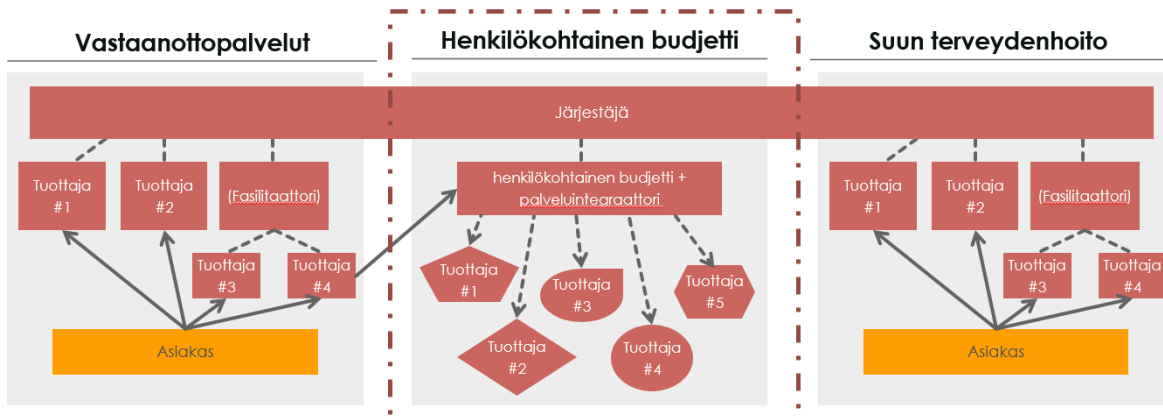 Vastaanottopalvelut
Henkilökohtainen budjetti
Suun terveydenhoito
Järjestäjä
Tuottaja
#1
Tuottaja
#2
(Fasilitaattori)
Tuottaja
#3
Tuottaja
#4
Asiakas
henkilökohtainen budjetti +
palveluintegraattori
Tuottaja
#1
Tuottaja
#2
Tuottaja
#3
Tuottaja
#4
Tuottaja
#5
Tuottaja
#1
Tuottaja
#2
(Fasilitaattori)
Tuottaja
#3
Tuottaja
#4
Asiakas